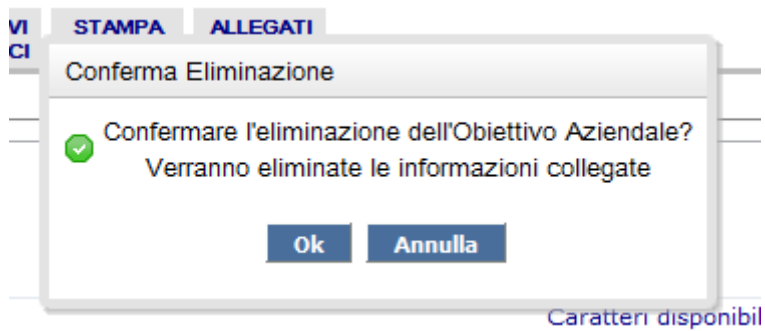 VI STAMPA ALLEGATI
CI
Conferma Eliminazione
Confermare l'eliminazione dell'Obiettivo Aziendale?
Verranno eliminate le informazioni collegate
Ok Annulla
Caratteri disponibil